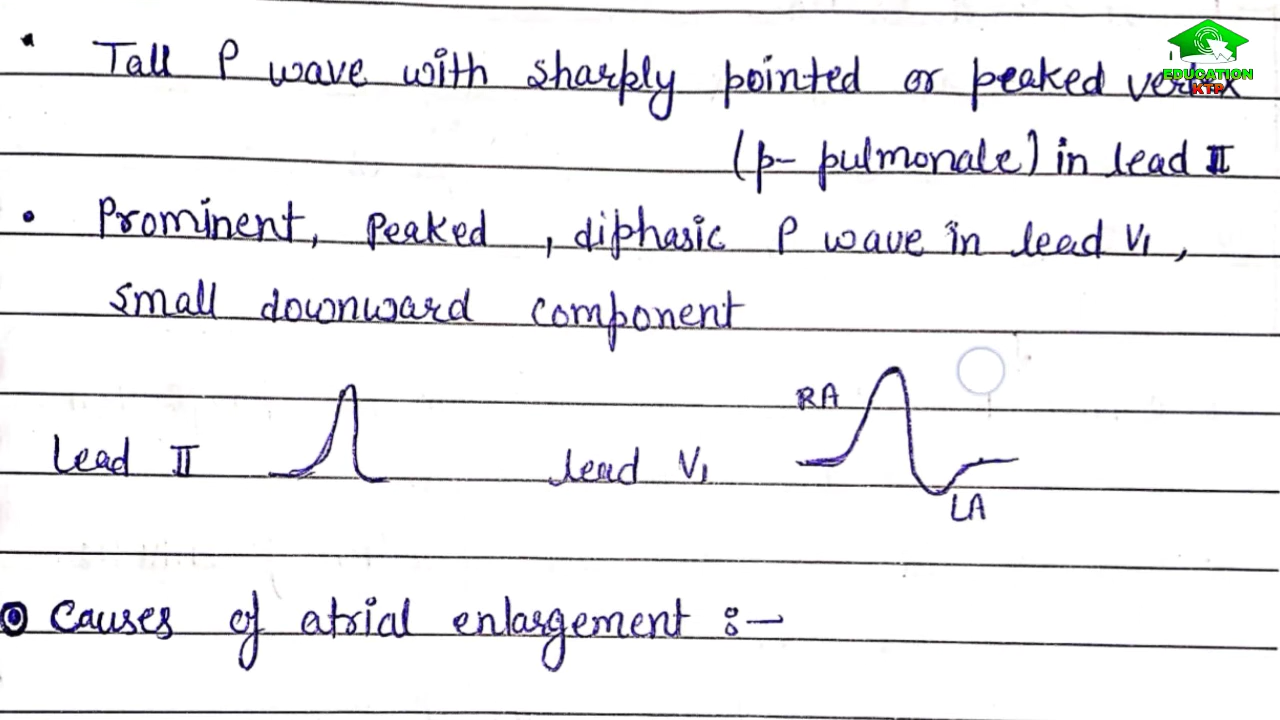 • Tall P wave with sharply pointed or peaked vertex
(p- pulmonale) in lead II
• Prominent, Peaked , diphasic P wave in lead V1 ,
small downward component
lead II
lead V1
RA
LA
Causes of atrial enlargement :-
EDUCATION
KTP